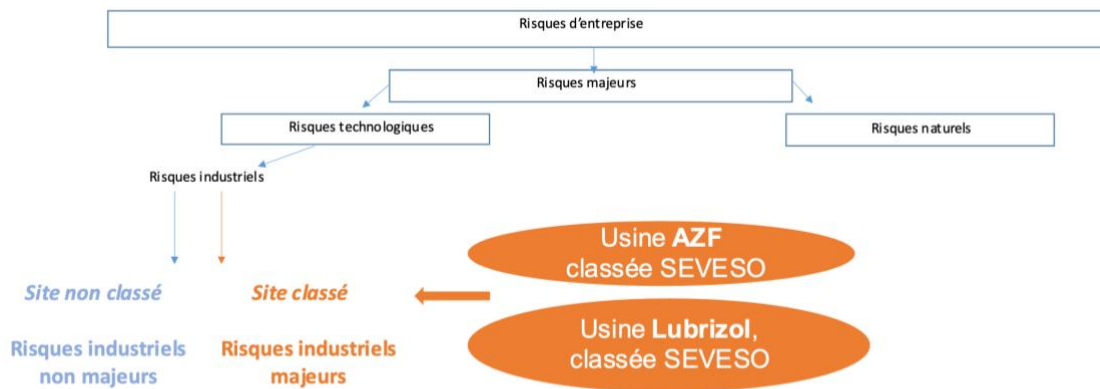 Risques d'entreprise
Risques majeurs
Risques technologiques
Risques naturels
Risques industriels
Usine AZF
classée SEVESO
Site non classé
Site classé
Usine Lubrizol,
classée SEVESO
Risques industriels
non majeurs
Risques industriels
majeurs